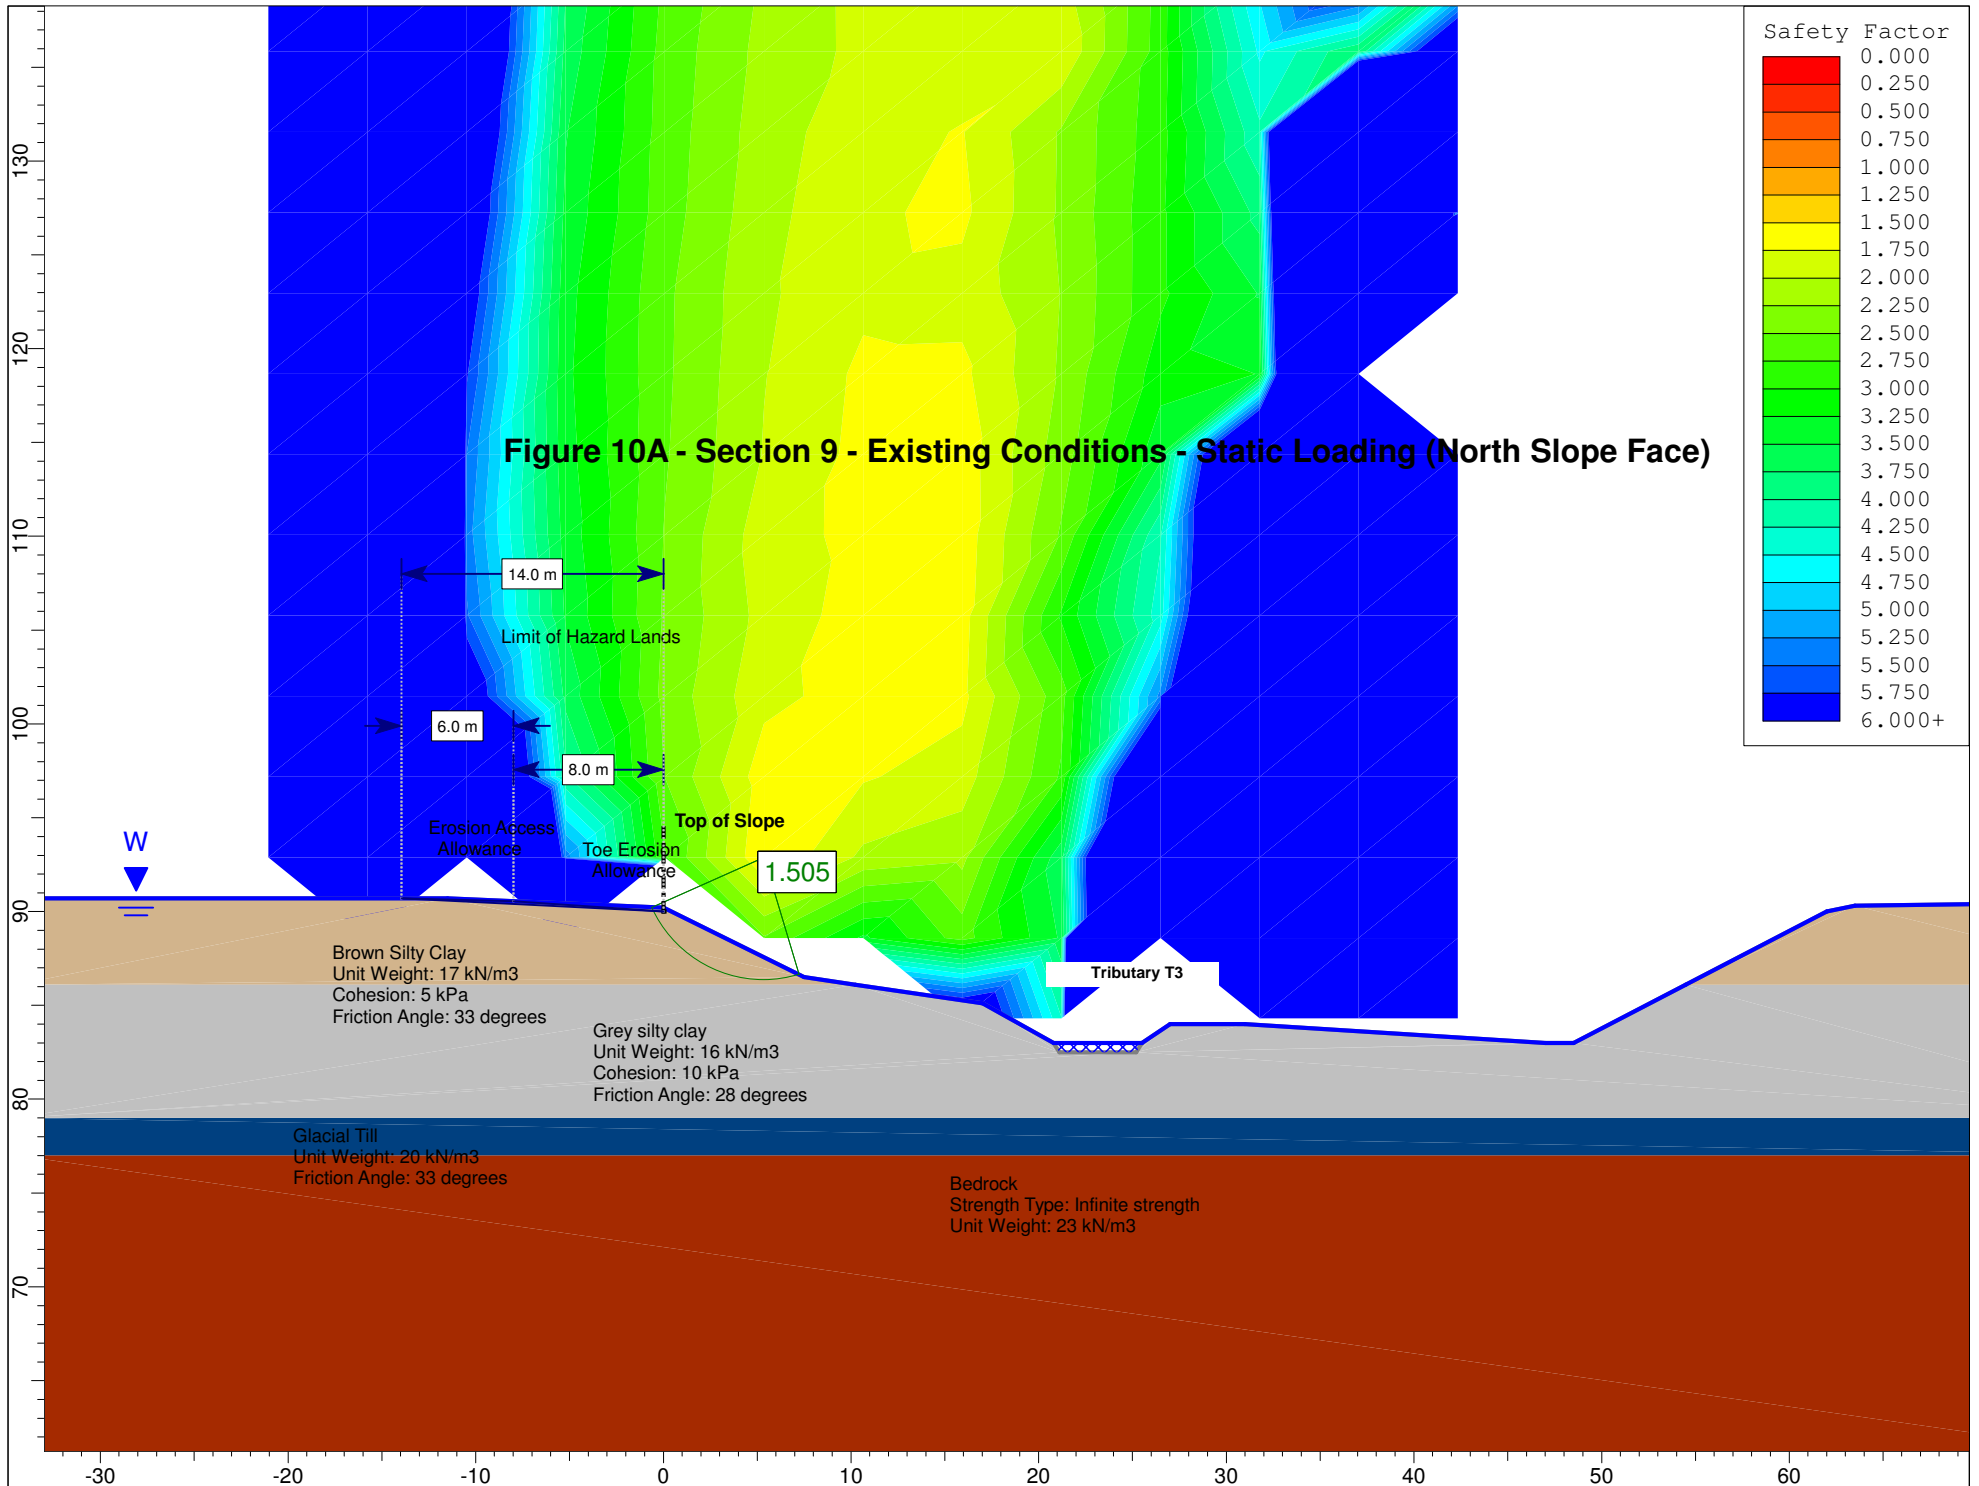 Safety Factor
0.000
0.250
0.500
0.750
1.000
1.250
1.500
1.750
2.000
2.250
2.500
2.750
3.000
3.250
3.500
3.750
4.000
4.250
4.500
4.750
5.000
5.250
5.500
5.750
6.000+
130
120
110
100
90
80
70
Figure 10A - Section 9 - Existing Conditions - Static Loading (North Slope Face)
14.0 m
Limit of Hazard Lands
6.0 m
8.0 m
Erosion Access
Allowance
Toe Erosion
Allowance
Top of Slope
1.505
W
Tributary T3
Brown Silty Clay
Unit Weight: 17 kN/m3
Cohesion: 5 kPa
Friction Angle: 33 degrees
Grey silty clay
Unit Weight: 16 kN/m3
Cohesion: 10 kPa
Friction Angle: 28 degrees
Glacial Till
Unit Weight: 20 kN/m3
Friction Angle: 33 degrees
Bedrock
Strength Type: Infinite strength
Unit Weight: 23 kN/m3
-30 -20 -10 0 10 20 30 40 50 60